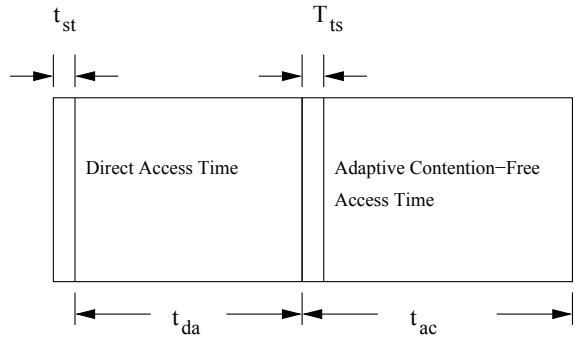 t_st
T_ts
Direct Access Time
Adaptive Contention−Free
Access Time
t_da
t_ac